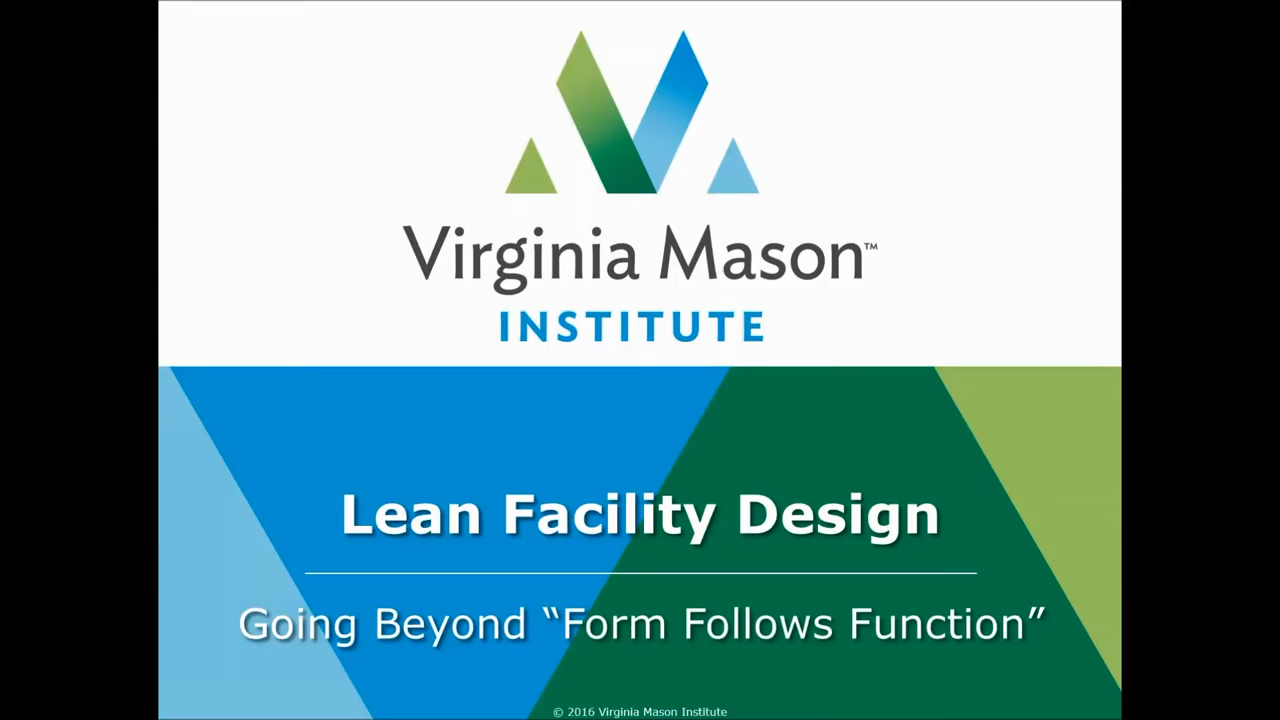 Virginia Mason™
INSTITUTE
Lean Facility Design
Going Beyond “Form Follows Function”
© 2016 Virginia Mason Institute